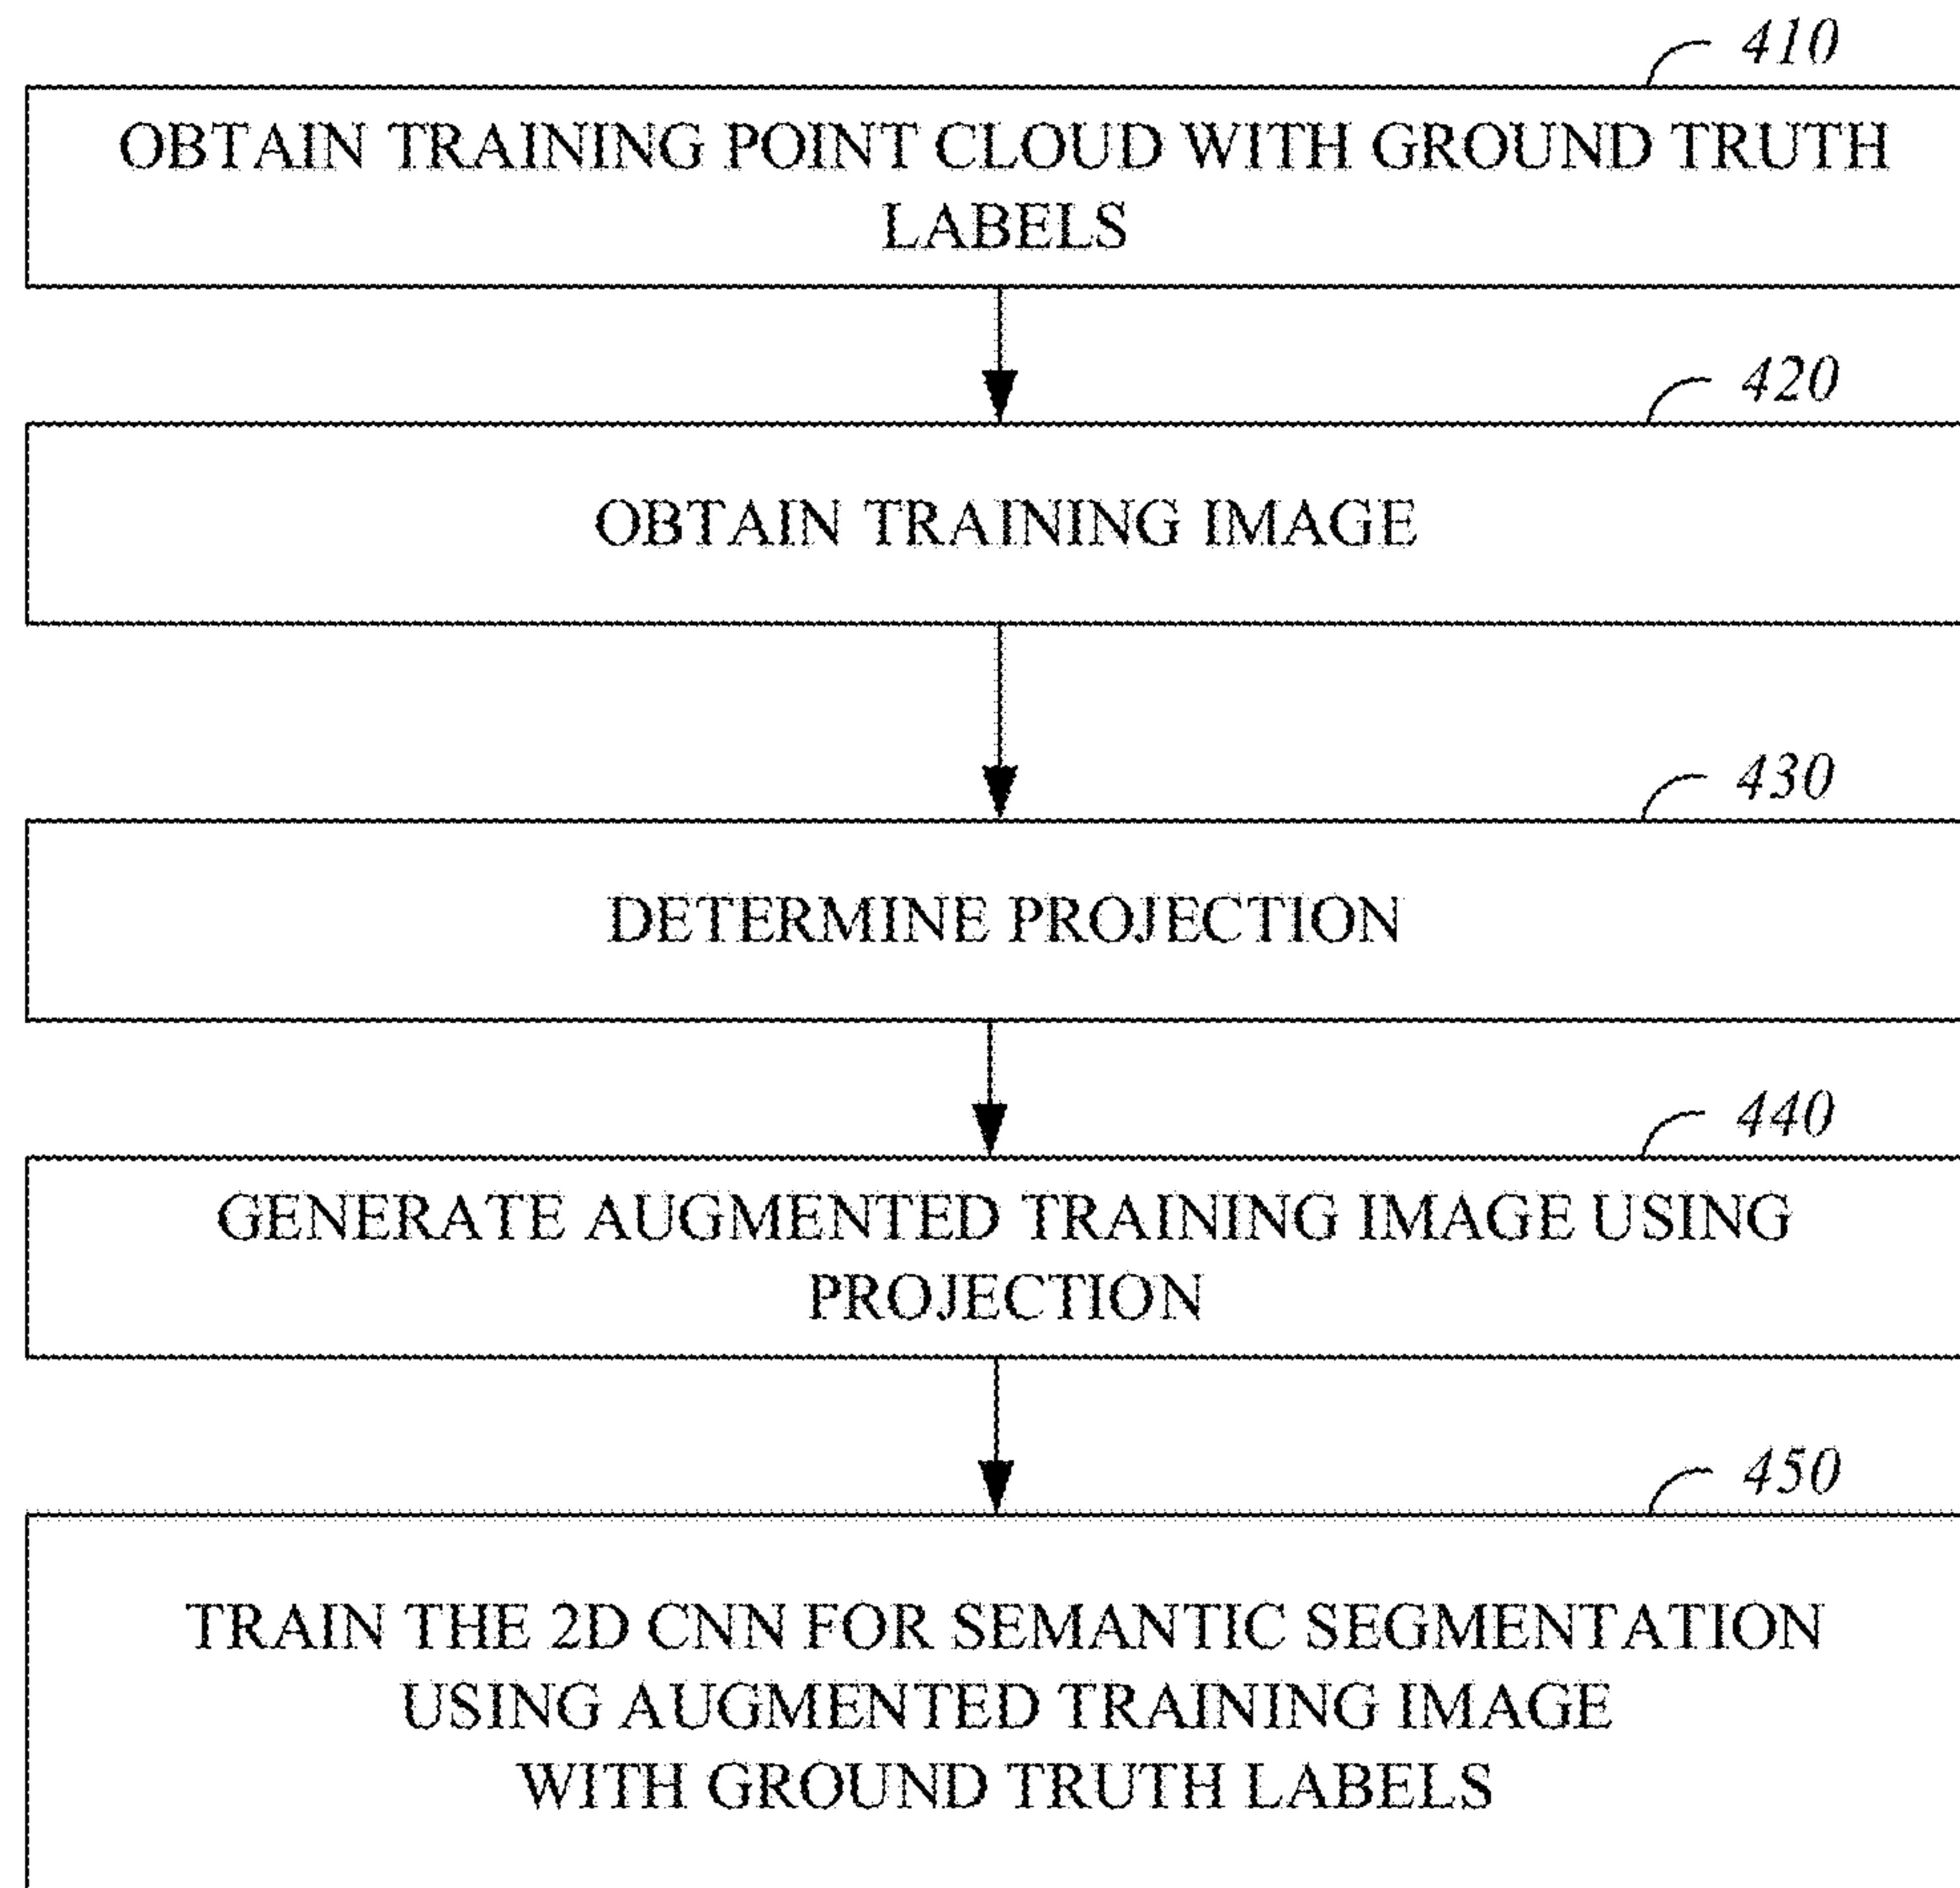 410
OBTAIN TRAINING POINT CLOUD WITH GROUND TRUTH
LABELS
420
OBTAIN TRAINING IMAGE
430
DETERMINE PROJECTION
440
GENERATE AUGMENTED TRAINING IMAGE USING
PROJECTION
450
TRAIN THE 2D CNN FOR SEMANTIC SEGMENTATION
USING AUGMENTED TRAINING IMAGE
WITH GROUND TRUTH LABELS